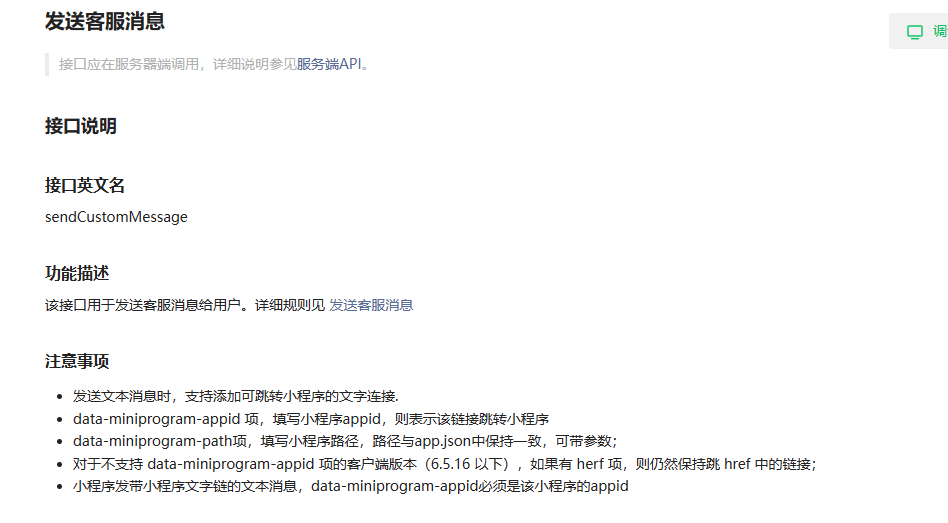 发送客服消息
调
接口应在服务器端调用，详细说明参见服务端API。
接口说明
接口英文名
sendCustomMessage
功能描述
该接口用于发送客服消息给用户。详细规则见 发送客服消息
注意事项
发送文本消息时，支持添加可跳转小程序的文字连接.
data-miniprogram-appid 项，填写小程序appid，则表示该链接跳转小程序
data-miniprogram-path项，填写小程序路径，路径与app.json中保持一致，可带参数；
对于不支持 data-miniprogram-appid 项的客户端版本（6.5.16 以下），如果有 herf 项，则仍然保持跳 href 中的链接；
小程序发带小程序文字链的文本消息，data-miniprogram-appid必须是该小程序的appid